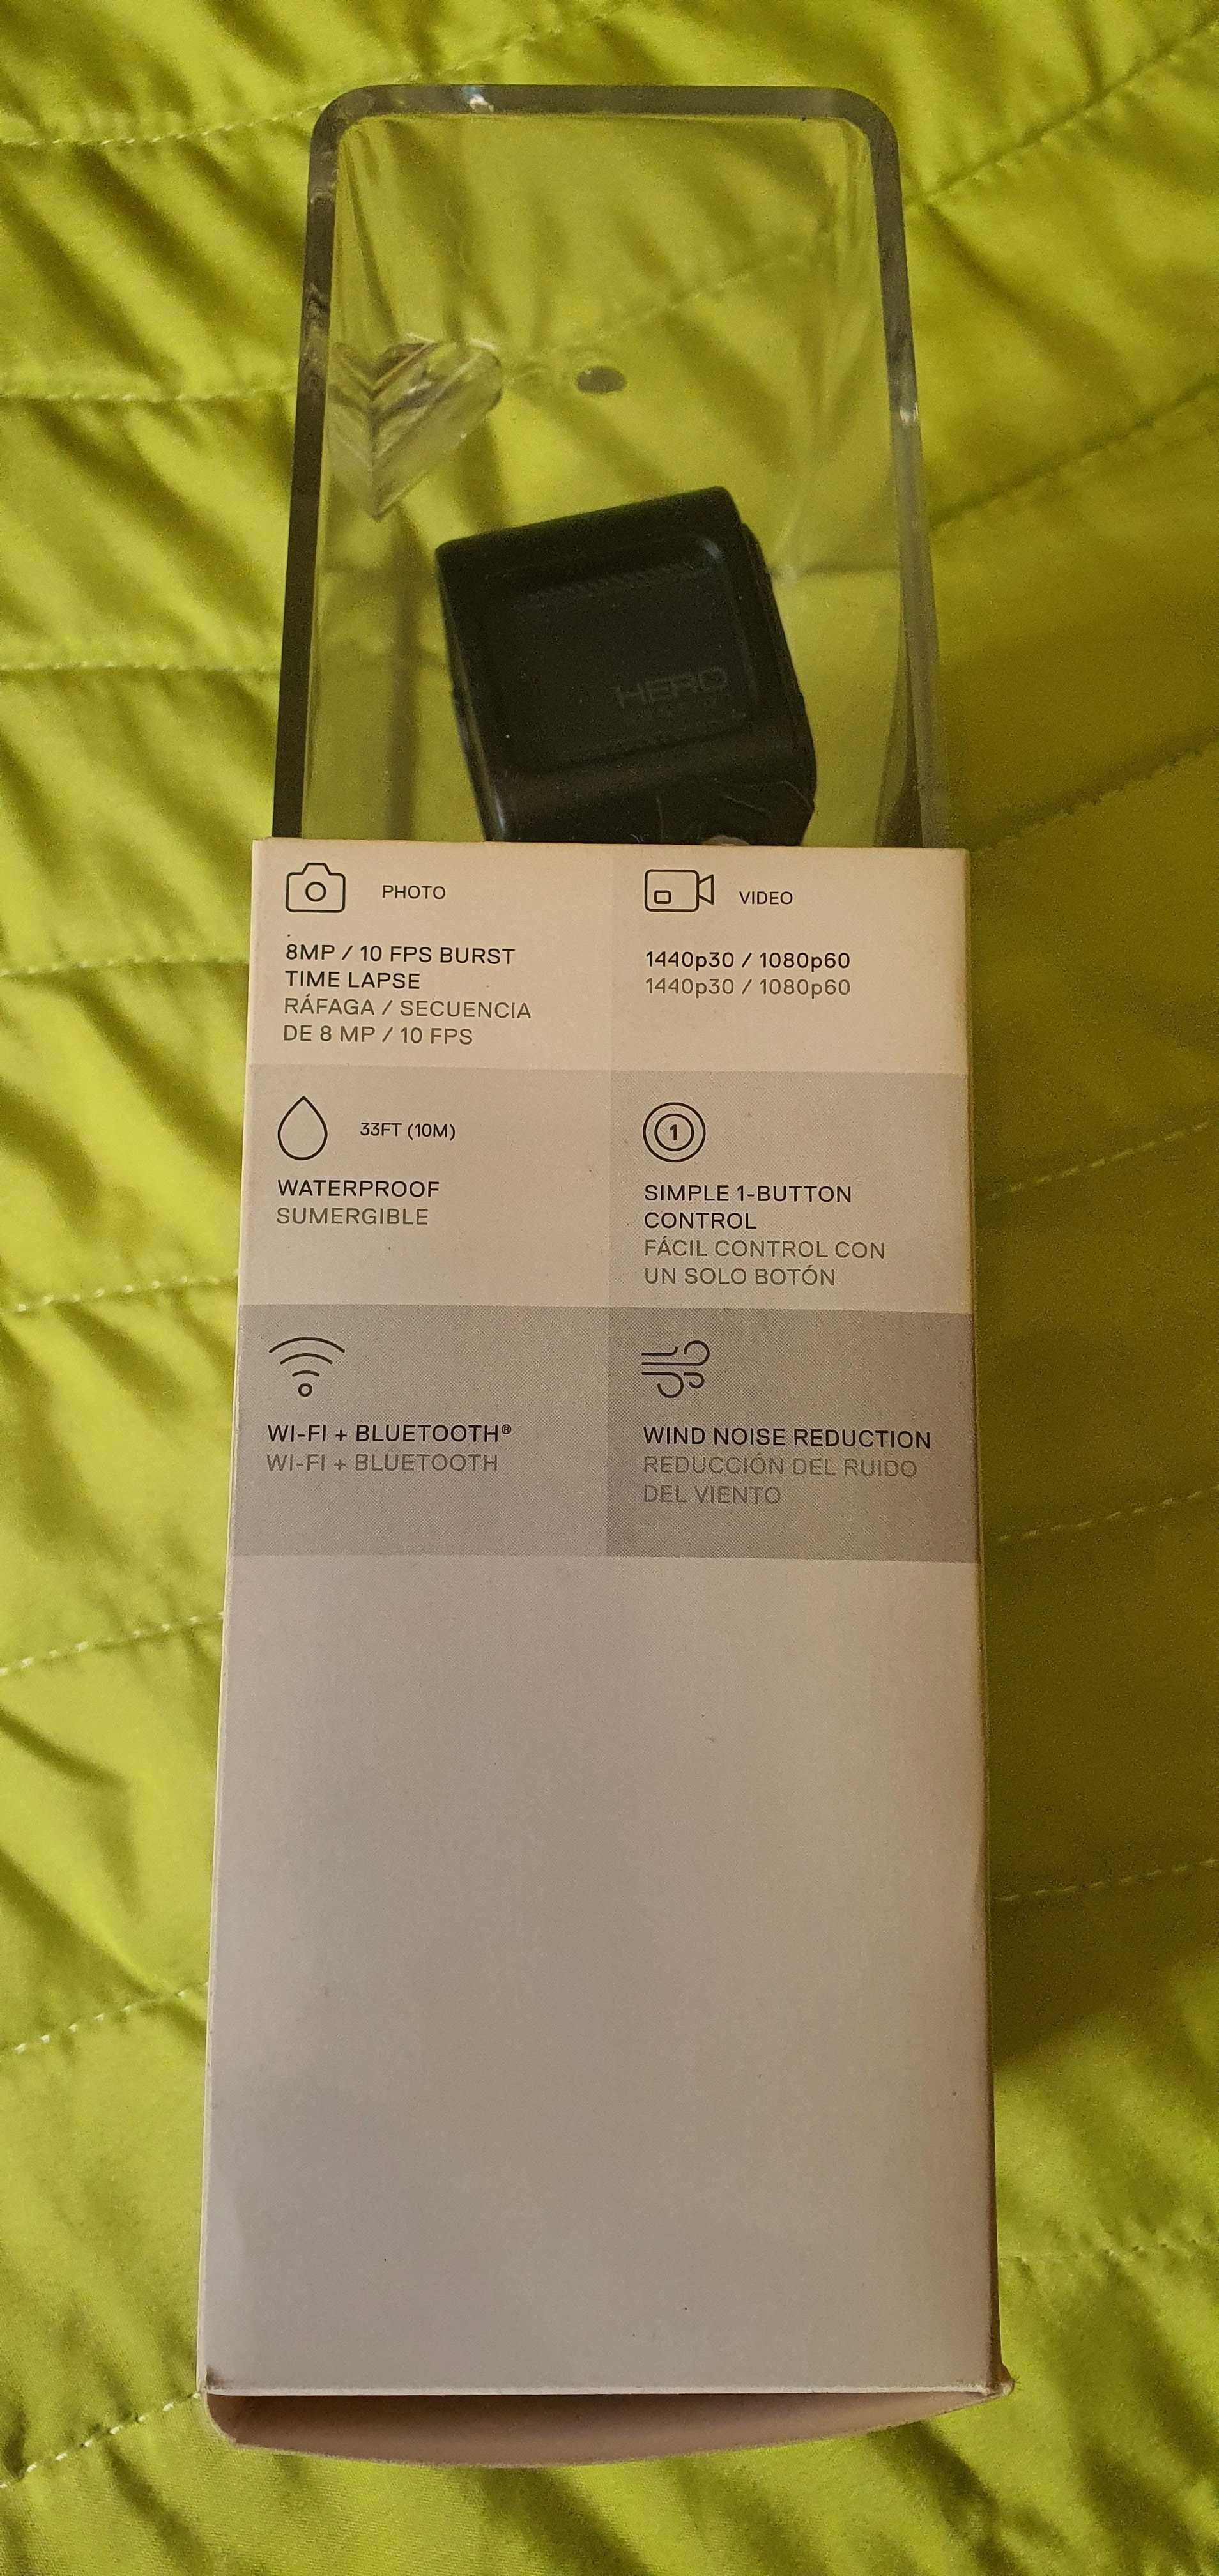 HERO
PHOTO
8MP / 10 FPS BURST
TIME LAPSE
RÁFAGA / SECUENCIA
DE 8 MP / 10 FPS
VIDEO
1440p30 / 1080p60
1440p30 / 1080p60
33FT (10M)
WATERPROOF
SUMERGIBLE
1
SIMPLE 1-BUTTON
CONTROL
FÁCIL CONTROL CON
UN SOLO BOTÓN
WI-FI + BLUETOOTH®
WI-FI + BLUETOOTH
WIND NOISE REDUCTION
REDUCCIÓN DEL RUIDO
DEL VIENTO